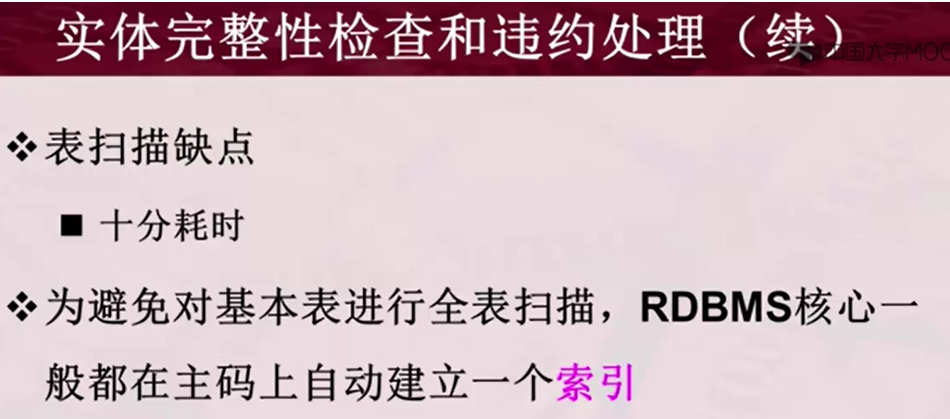 实体完整性检查和违约处理（续）
中国大学MOO
❖表扫描缺点
■ 十分耗时
❖为避免对基本表进行全表扫描，RDBMS核心一
般都在主码上自动建立一个索引